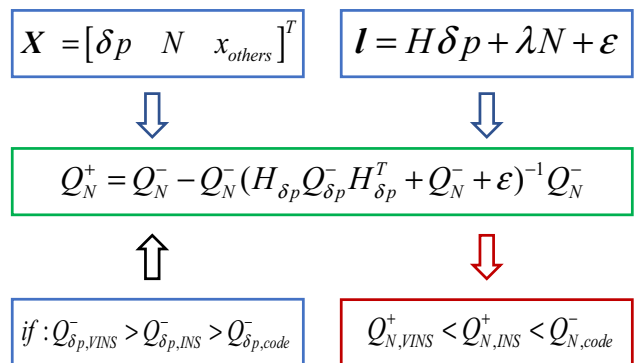 X = [δp N x_others]^T
l = Hδp + λN + ε
Q_N^+ = Q_N^- − Q_N^-(H_δp Q_δp^- H_δp^T + Q_N^- + ε)^−1 Q_N^-
if : Q_δp,VINS^- > Q_δp,INS^- > Q_δp,code^-
Q_N,VINS^+ < Q_N,INS^+ < Q_N,code^-